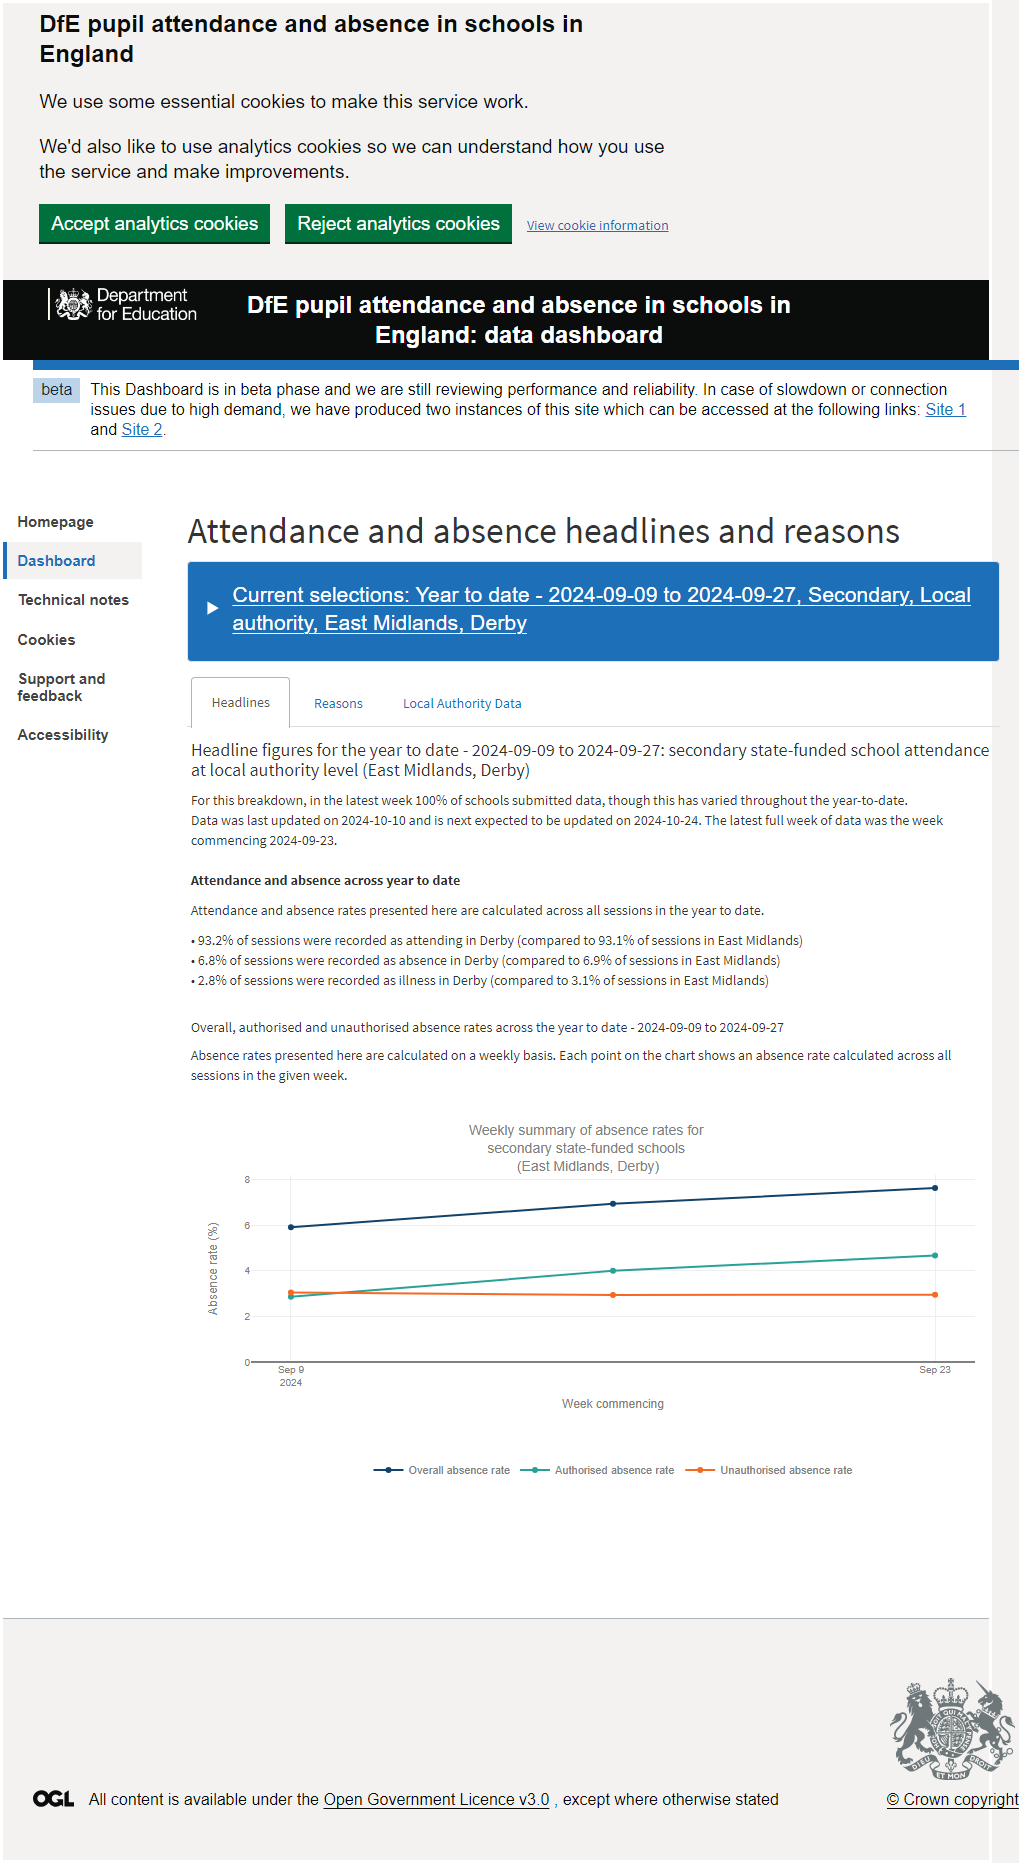 DfE pupil attendance and absence in schools in
England
We use some essential cookies to make this service work.
We'd also like to use analytics cookies so we can understand how you use
the service and make improvements.
Accept analytics cookies Reject analytics cookies View cookie information
Department
for Education
DfE pupil attendance and absence in schools in
England: data dashboard
beta This Dashboard is in beta phase and we are still reviewing performance and reliability. In case of slowdown or connection
issues due to high demand, we have produced two instances of this site which can be accessed at the following links: Site 1
and Site 2.
Homepage
Dashboard
Technical notes
Cookies
Support and
feedback
Accessibility
Attendance and absence headlines and reasons
Current selections: Year to date - 2024-09-09 to 2024-09-27, Secondary, Local
authority, East Midlands, Derby
Headlines Reasons Local Authority Data
Headline figures for the year to date - 2024-09-09 to 2024-09-27: secondary state-funded school attendance
at local authority level (East Midlands, Derby)
For this breakdown, in the latest week 100% of schools submitted data, though this has varied throughout the year-to-date.
Data was last updated on 2024-10-10 and is next expected to be updated on 2024-10-24. The latest full week of data was the week
commencing 2024-09-23.
Attendance and absence across year to date
Attendance and absence rates presented here are calculated across all sessions in the year to date.
• 93.2% of sessions were recorded as attending in Derby (compared to 93.1% of sessions in East Midlands)
• 6.8% of sessions were recorded as absence in Derby (compared to 6.9% of sessions in East Midlands)
• 2.8% of sessions were recorded as illness in Derby (compared to 3.1% of sessions in East Midlands)
Overall, authorised and unauthorised absence rates across the year to date - 2024-09-09 to 2024-09-27
Absence rates presented here are calculated on a weekly basis. Each point on the chart shows an absence rate calculated across all
sessions in the given week.
Weekly summary of absence rates for
secondary state-funded schools
(East Midlands, Derby)
Absence rate (%)
8
6
4
2
0
Sep 9
2024
Sep 23
Week commencing
Overall absence rate Authorised absence rate Unauthorised absence rate
DIEU ET MON DROIT
OGL All content is available under the Open Government Licence v3.0 , except where otherwise stated
© Crown copyright